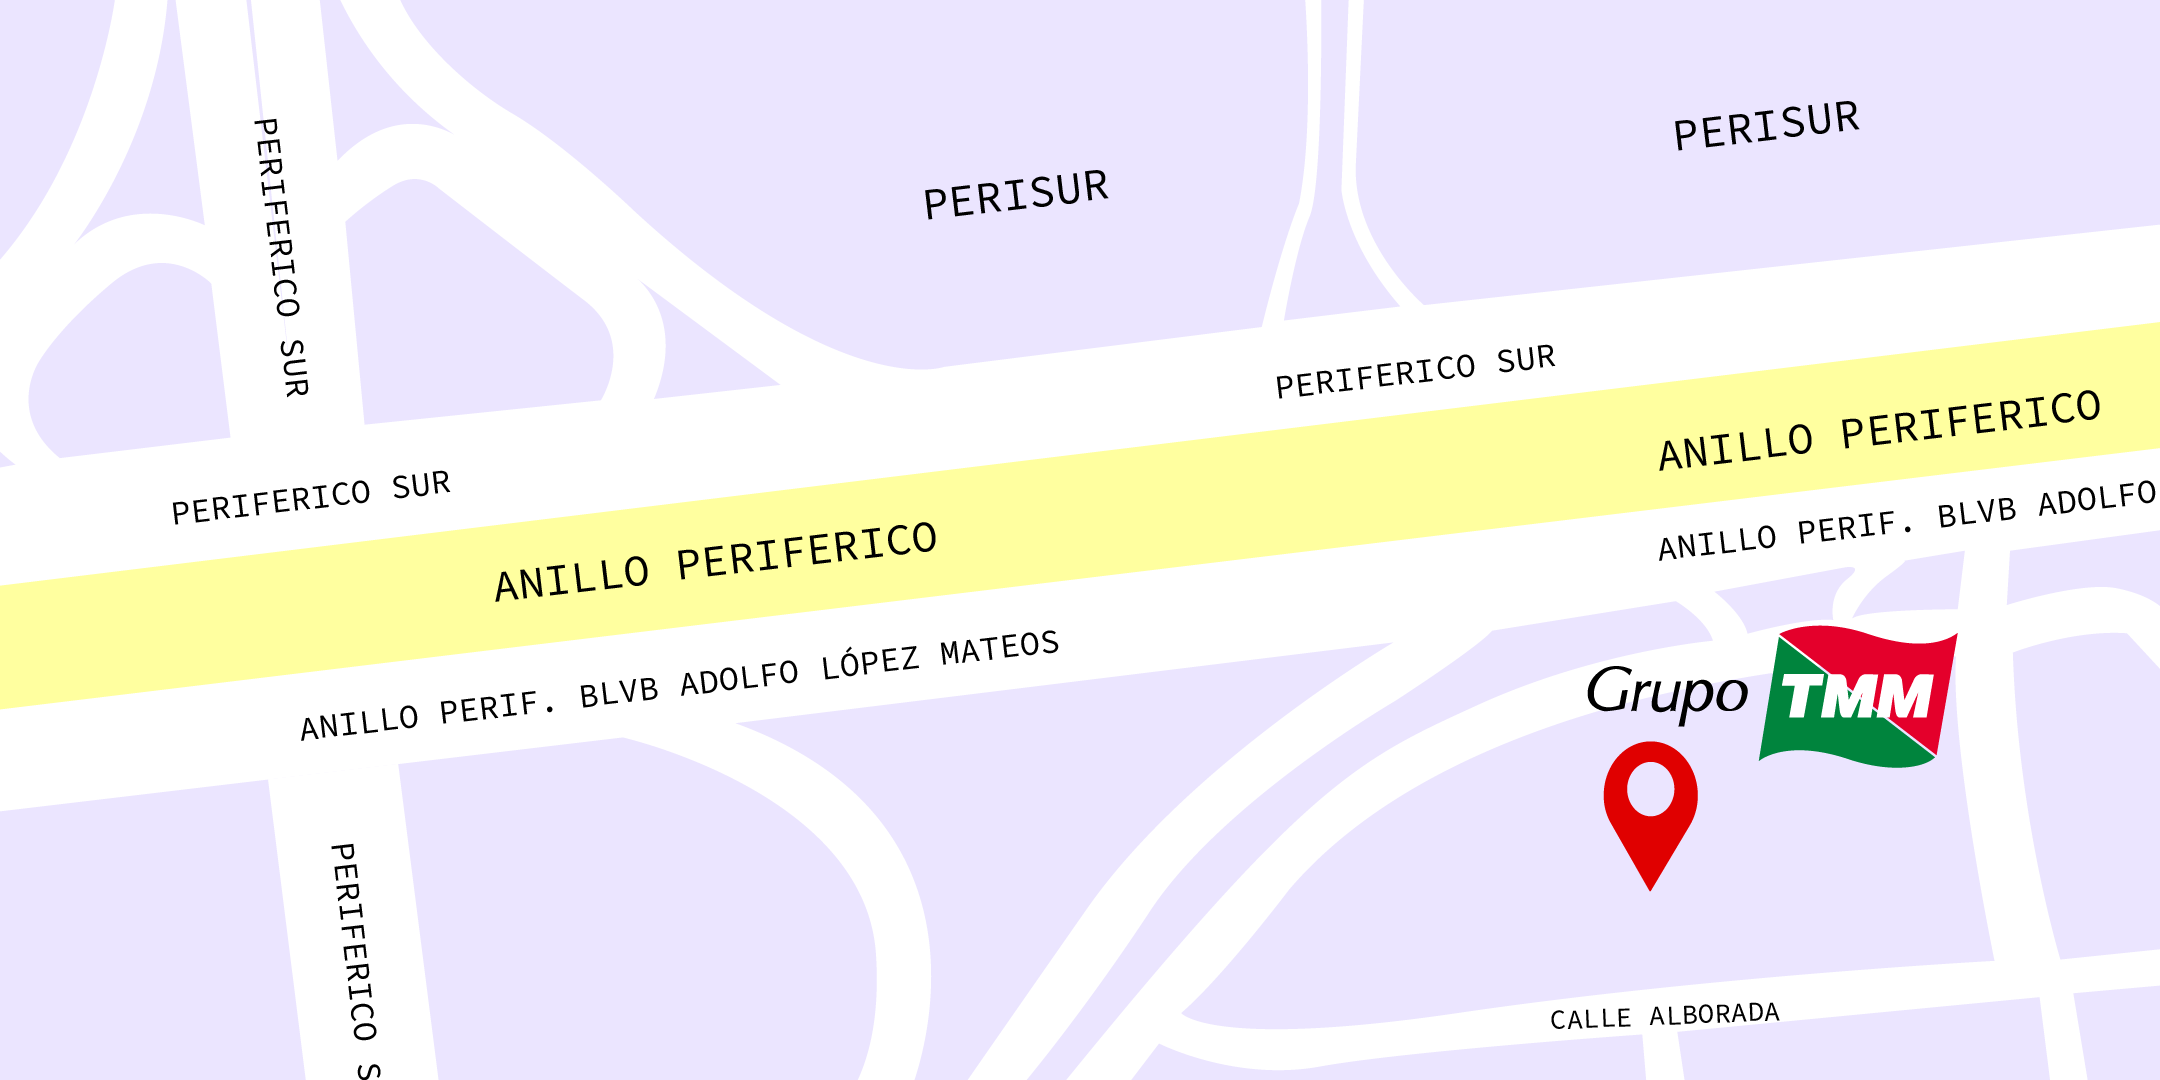 PERISUR
PERIFERICO SUR
PERISUR
PERIFERICO SUR
ANILLO PERIFERICO
PERIFERICO SUR
ANILLO PERIF. BLVB ADOLFO
ANILLO PERIFERICO
ANILLO PERIF. BLVB ADOLFO LÓPEZ MATEOS
Grupo TMM
PERIFERICO S
CALLE ALBORADA